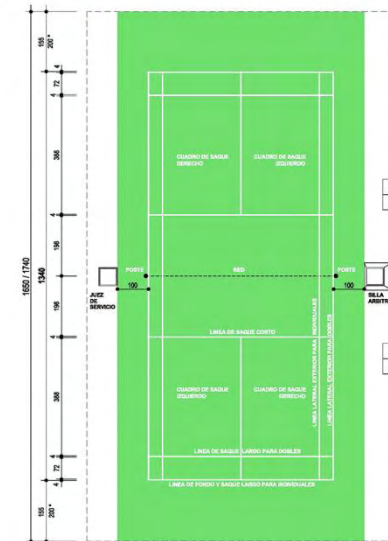 155
200*
4
72
4
CUADRO DE SAQUE
DERECHO
CUADRO DE SAQUE
IZQUIERDO
388
4
198
POSTE
RED
POSTE
1650 / 1740
1340
100
100
JUEZ
DE
SERVICIO
SILLA
ARBITR
198
LINEA DE SAQUE CORTO
4
LINEA LATERAL EXTERIOR PARA INDIVIDUALES
LINEA LATERAL EXTERIOR PARA DOBLES
CUADRO DE SAQUE
IZQUIERDO
CUADRO DE SAQUE
DERECHO
388
LINEA DE SAQUE LARGO PARA DOBLES
4
72
4
LINEA DE FONDO Y SAQUE LARGO PARA INDIVIDUALES
155
200*